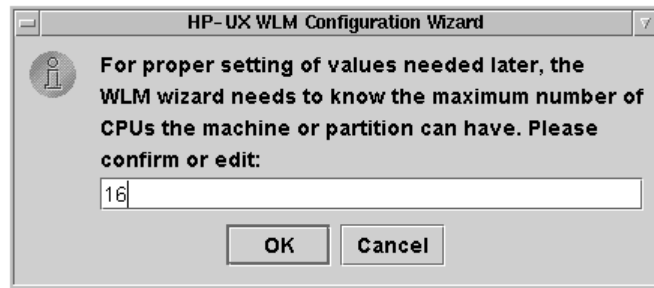 HP-UX WLM Configuration Wizard
For proper setting of values needed later, the
WLM wizard needs to know the maximum number of
CPUs the machine or partition can have. Please
confirm or edit:
16
OK Cancel